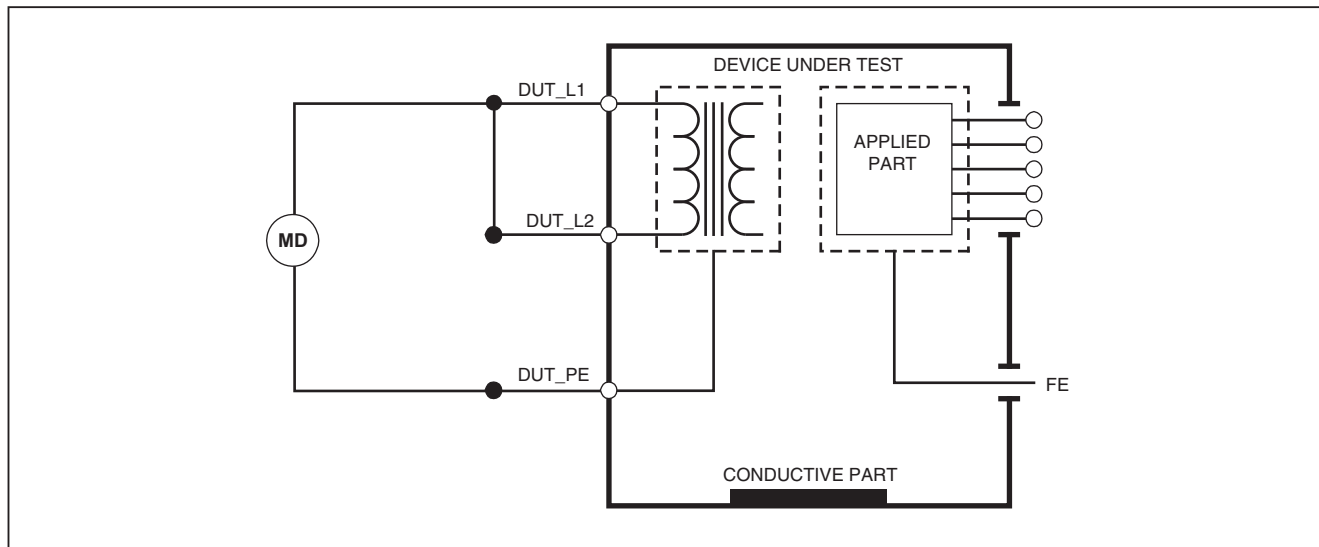 DEVICE UNDER TEST
DUT_L1
APPLIED
PART
DUT_L2
MD
DUT_PE
FE
CONDUCTIVE PART